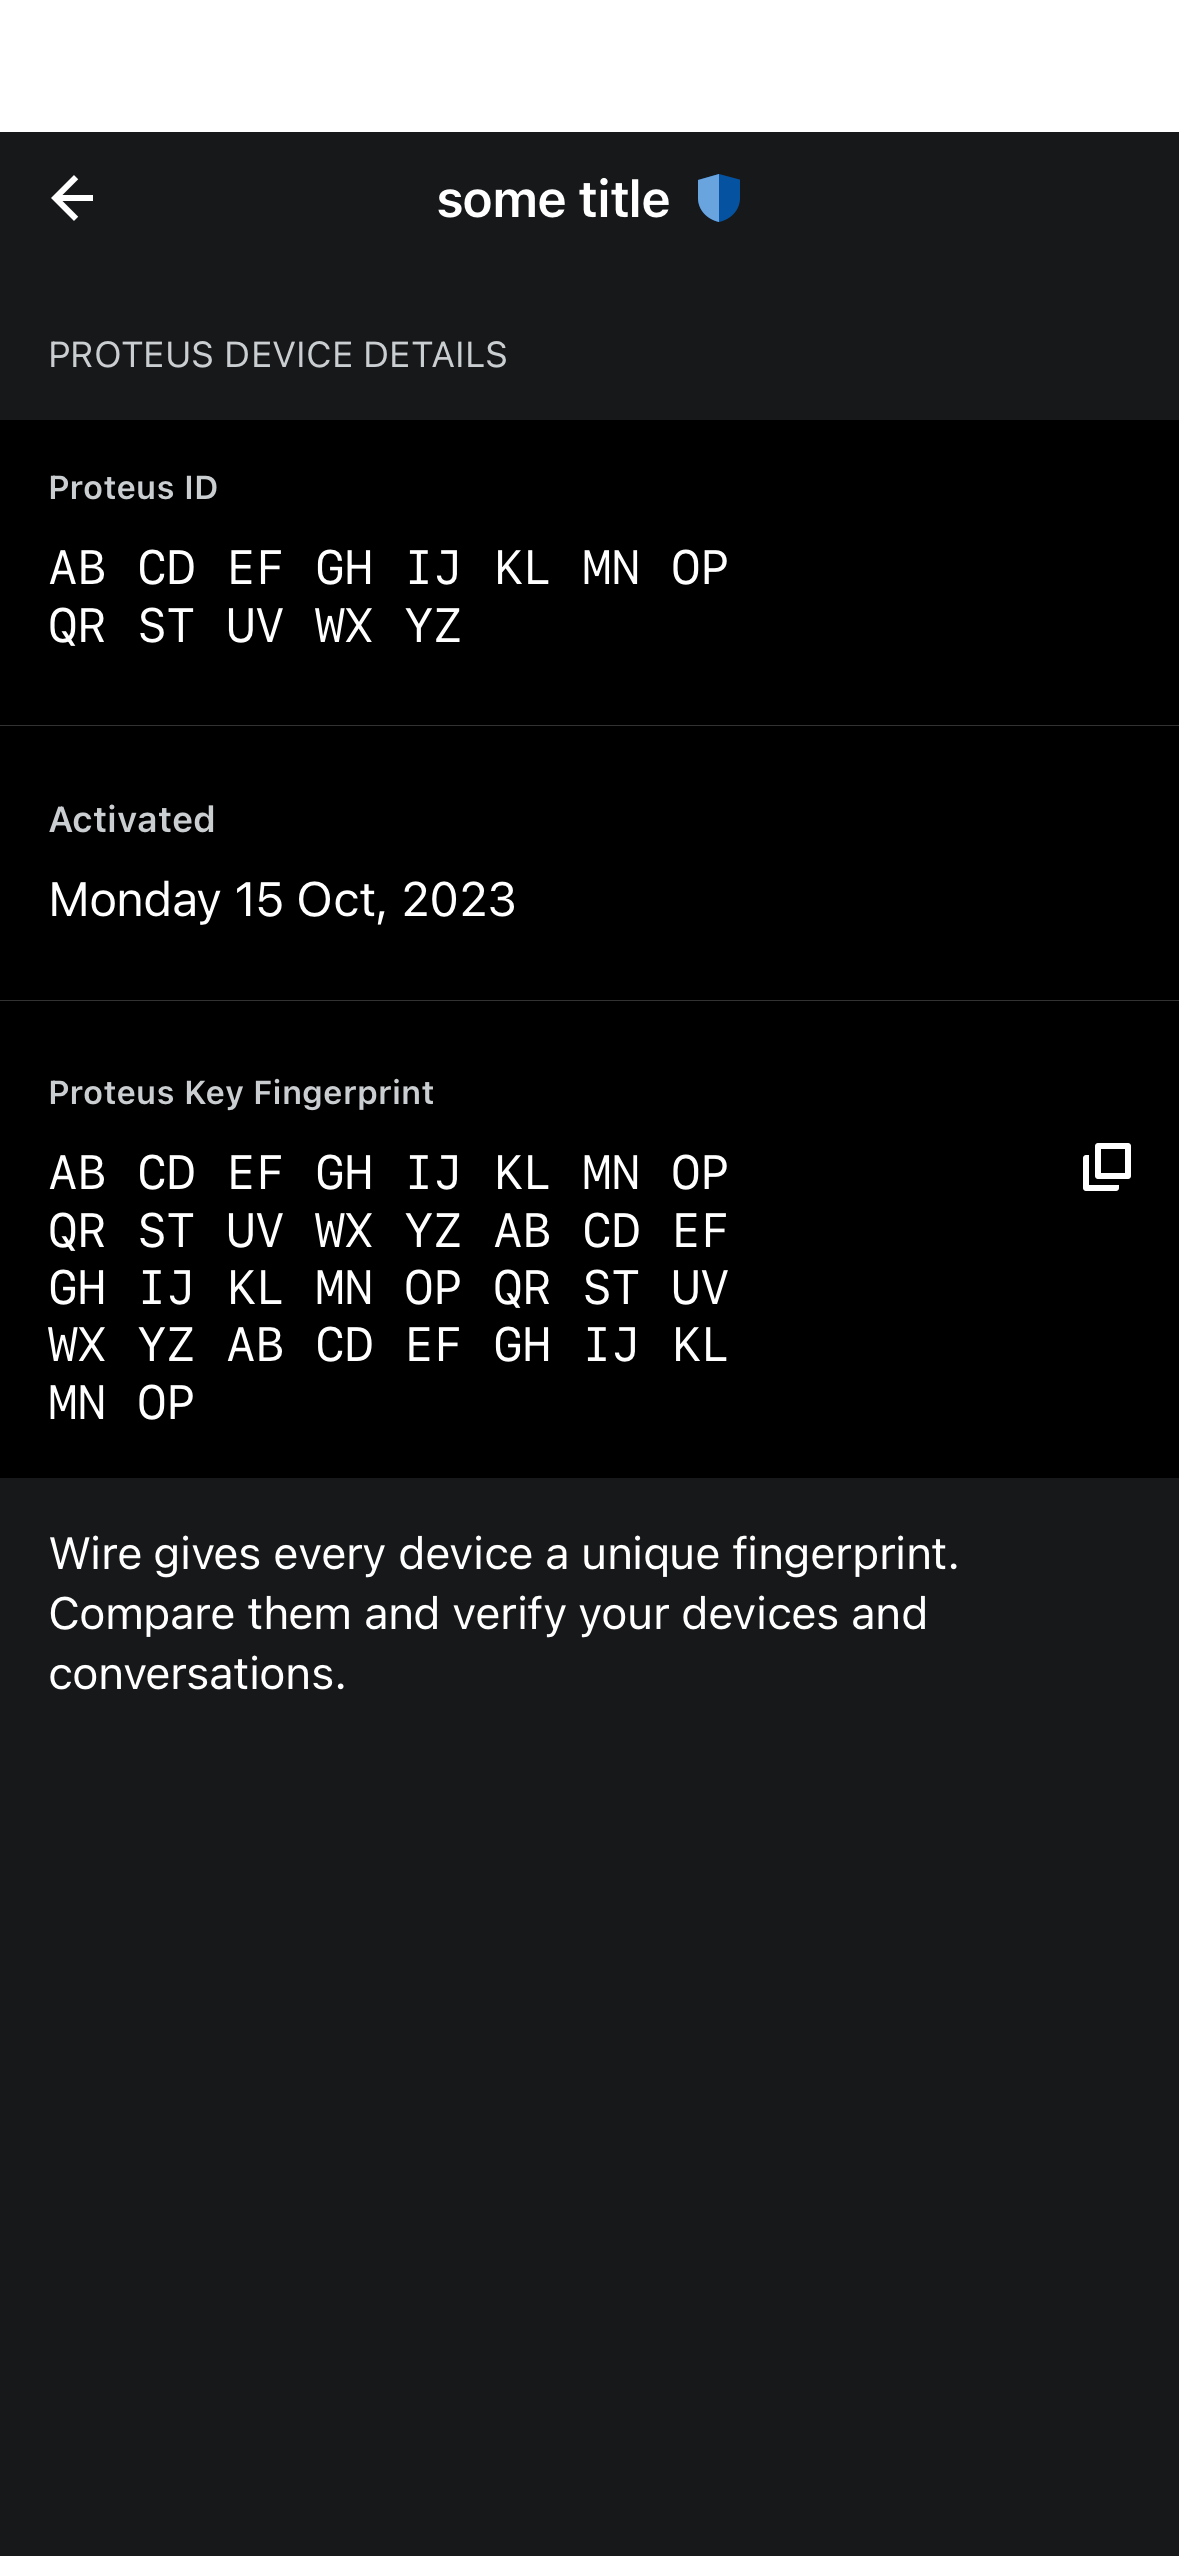 some title
PROTEUS DEVICE DETAILS
Proteus ID
AB CD EF GH IJ KL MN OP
QR ST UV WX YZ
Activated
Monday 15 Oct, 2023
Proteus Key Fingerprint
AB CD EF GH IJ KL MN OP
QR ST UV WX YZ AB CD EF
GH IJ KL MN OP QR ST UV
WX YZ AB CD EF GH IJ KL
MN OP
Wire gives every device a unique fingerprint.
Compare them and verify your devices and
conversations.